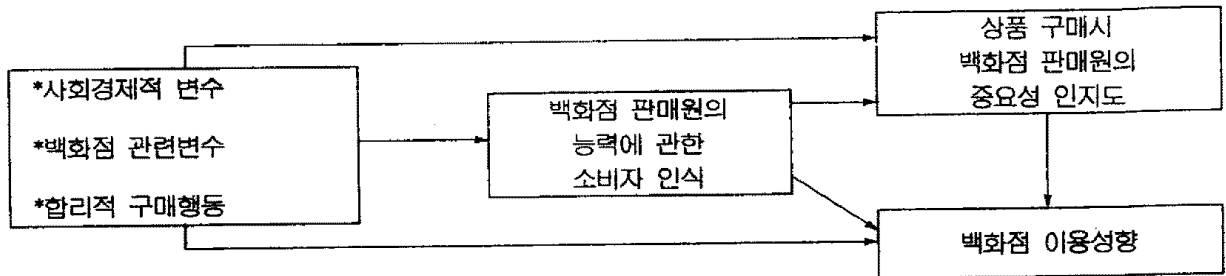 *사회경제적 변수
*백화점 관련변수
*합리적 구매행동
백화점 판매원의
능력에 관한
소비자 인식
상품 구매시
백화점 판매원의
중요성 인지도
백화점 이용성향